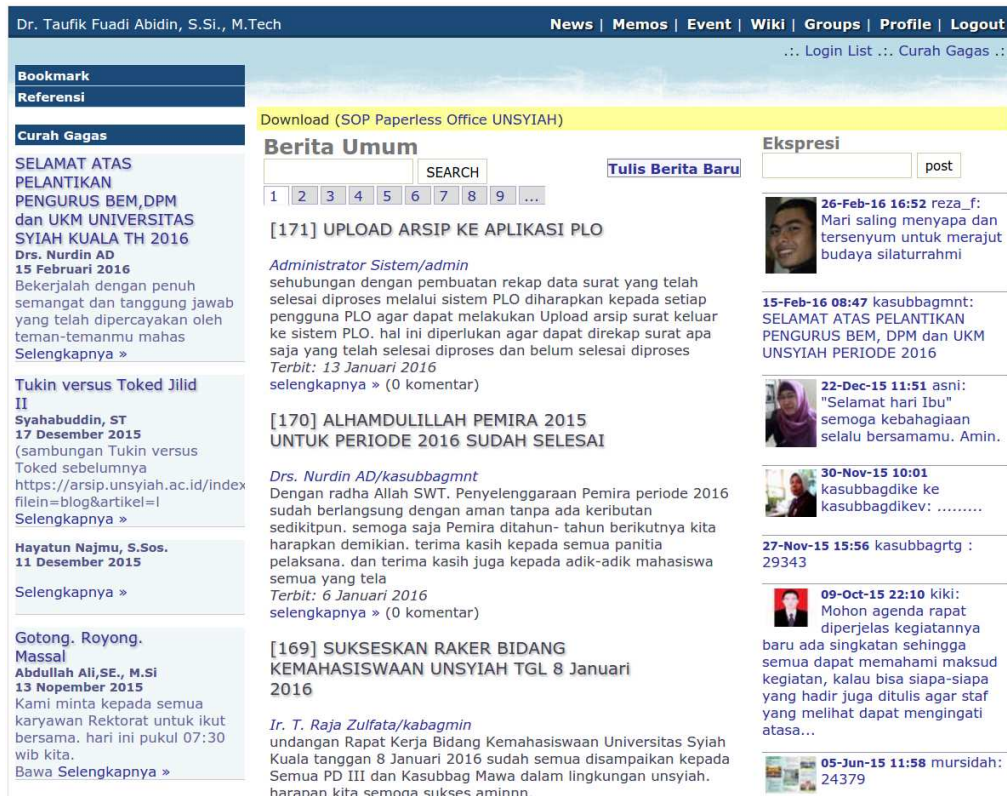 Dr. Taufik Fuadi Abidin, S.Si., M.Tech
News | Memos | Event | Wiki | Groups | Profile | Logout
.:. Login List .:. Curah Gagas .:
Bookmark
Referensi
Curah Gagas
SELAMAT ATAS
PELANTIKAN
PENGURUS BEM,DPM
dan UKM UNIVERSITAS
SYIAH KUALA TH 2016
Drs. Nurdin AD
15 Februari 2016
Bekerjalah dengan penuh
semangat dan tanggung jawab
yang telah dipercayakan oleh
teman-temanmu mahas
Selengkapnya »
Tukin versus Toked Jilid
II
Syahabuddin, ST
17 Desember 2015
(sambungan Tukin versus
Toked sebelumnya
https://arsip.unsyiah.ac.id/index
filein=blog&artikel=l
Selengkapnya »
Hayatun Najmu, S.Sos.
11 Desember 2015
Selengkapnya »
Gotong. Royong.
Massal
Abdullah Ali,SE., M.Si
13 Nopember 2015
Kami minta kepada semua
karyawan Rektorat untuk ikut
bersama. hari ini pukul 07:30
wib kita.
Bawa Selengkapnya »
Download (SOP Paperless Office UNSYIAH)
Berita Umum
SEARCH
Tulis Berita Baru
1 2 3 4 5 6 7 8 9 ...
[171] UPLOAD ARSIP KE APLIKASI PLO
Administrator Sistem/admin
sehubungan dengan pembuatan rekap data surat yang telah
selesai diproses melalui sistem PLO diharapkan kepada setiap
pengguna PLO agar dapat melakukan Upload arsip surat keluar
ke sistem PLO. hal ini diperlukan agar dapat direkap surat apa
saja yang telah selesai diproses dan belum selesai diproses
Terbit: 13 Januari 2016
selengkapnya » (0 komentar)
[170] ALHAMDULILLAH PEMIRA 2015
UNTUK PERIODE 2016 SUDAH SELESAI
Drs. Nurdin AD/kasubbagmnt
Dengan radha Allah SWT. Penyelenggaraan Pemira periode 2016
sudah berlangsung dengan aman tanpa ada keributan
sedikitpun. semoga saja Pemira ditahun- tahun berikutnya kita
harapkan demikian. terima kasih kepada semua panitia
pelaksana. dan terima kasih juga kepada adik-adik mahasiswa
semua yang tela
Terbit: 6 Januari 2016
selengkapnya » (0 komentar)
[169] SUKSESKAN RAKER BIDANG
KEMAHASISWAAN UNSYIAH TGL 8 Januari
2016
Ir. T. Raja Zulfata/kabagmin
undangan Rapat Kerja Bidang Kemahasiswaan Universitas Syiah
Kuala tanggan 8 Januari 2016 sudah semua disampaikan kepada
Semua PD III dan Kasubbag Mawa dalam lingkungan unsyiah.
harapan kita semoga sukses aminnn.
Ekspresi
post
26-Feb-16 16:52 reza_f:
Mari saling menyapa dan
tersenyum untuk merajut
budaya silaturrahmi
15-Feb-16 08:47 kasubbagmnt:
SELAMAT ATAS PELANTIKAN
PENGURUS BEM, DPM dan UKM
UNSYIAH PERIODE 2016
22-Dec-15 11:51 asni:
"Selamat hari Ibu"
semoga kebahagiaan
selalu bersamamu. Amin.
30-Nov-15 10:01
kasubbagdike ke
kasubbagdikev: .........
27-Nov-15 15:56 kasubbagrtg :
29343
09-Oct-15 22:10 kiki:
Mohon agenda rapat
diperjelas kegiatannya
baru ada singkatan sehingga
semua dapat memahami maksud
kegiatan, kalau bisa siapa-siapa
yang hadir juga ditulis agar staf
yang melihat dapat mengingati
atasa...
05-Jun-15 11:58 mursidah:
24379